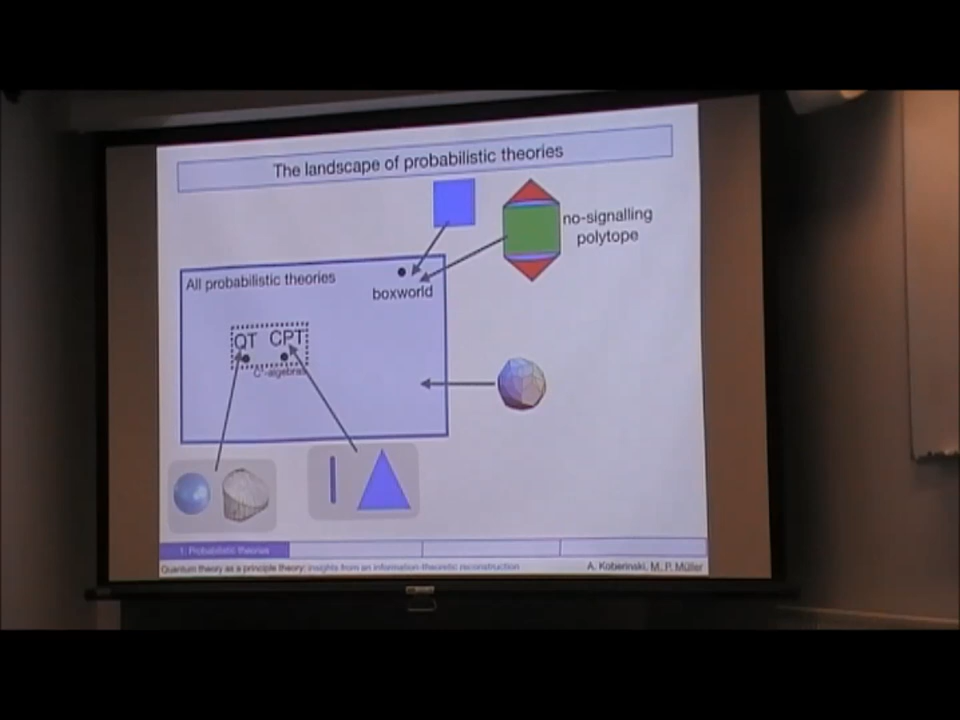 The landscape of probabilistic theories
no-signalling
polytope
All probabilistic theories
boxworld
QT CPT
C*-algebras
1. Probabilistic theories
Quantum theory as a principle theory: insights from an information-theoretic reconstruction
A. Koberinski, M. P. Müller